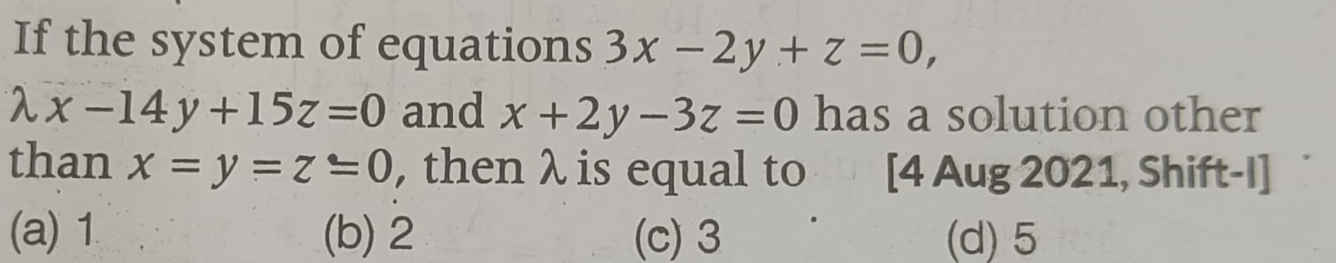 If the system of equations 3x – 2y + z = 0,
λx – 14y + 15z = 0 and x + 2y – 3z = 0 has a solution other
than x = y = z = 0, then λ is equal to [4 Aug 2021, Shift-I]
(a) 1 (b) 2 (c) 3 (d) 5